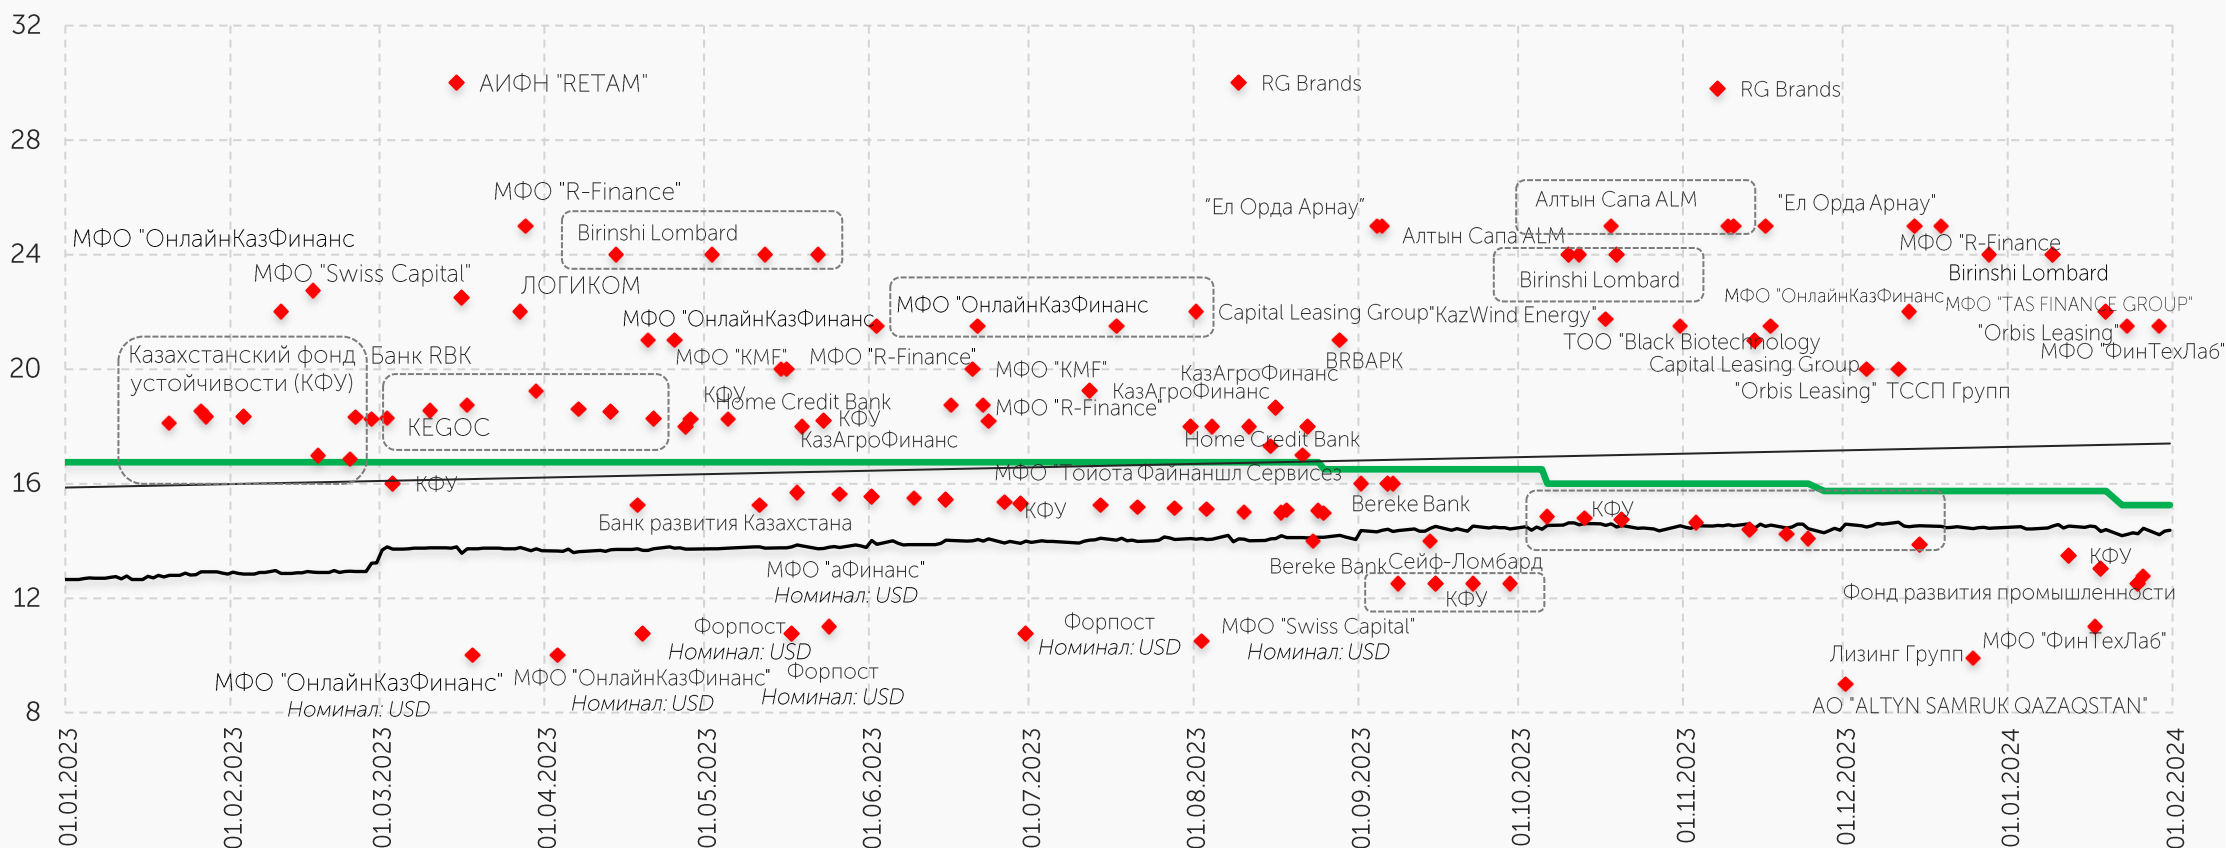 32
АИФН "RETAM"
RG Brands
RG Brands
28
МФО "R-Finance"
"Ел Орда Арнау"
Алтын Сапа ALM
"Ел Орда Арнау"
Birinshi Lombard
МФО "ОнлайнКазФинанс
Алтын Сапа ALM
МФО "R-Finance
24
МФО "Swiss Capital"
ЛОГИКОМ
Birinshi Lombard
Birinshi Lombard
МФО "ОнлайнКазФинанс
МФО "ОнлайнКазФинанс
МФО "TAS FINANCE GROUP"
МФО "ОнлайнКазФинанс
Capital Leasing Group
"KazWind Energy"
"Orbis Leasing"
Казахстанский фонд
устойчивости (КФУ)
Банк RBK
МФО "KMF"
МФО "R-Finance"
BRBАРК
ТОО "Black Biotechnology
МФО "ФинТехЛаб"
20
МФО "KMF"
КазАгроФинанс
Capital Leasing Group
КФУ
Home Credit Bank
КазАгроФинанс
"Orbis Leasing"
ТССП Групп
KEGOC
КФУ
МФО "R-Finance"
КазАгроФинанс
Home Credit Bank
16
КФУ
МФО "Тойота Файнаншл Сервисез
Банк развития Казахстана
КФУ
Bereke Bank
КФУ
МФО "аФинанс"
Номинал: USD
Bereke Bank
Сейф-Ломбард
КФУ
12
КФУ
Фонд развития промышленности
Форпост
Номинал: USD
Форпост
Номинал: USD
МФО "Swiss Capital"
Номинал: USD
Лизинг Групп
МФО "ФинТехЛаб"
МФО "ОнлайнКазФинанс"
Номинал: USD
МФО "ОнлайнКазФинанс"
Номинал: USD
Форпост
Номинал: USD
АО "ALTYN SAMRUK QAZAQSTAN"
8
01.01.2023
01.02.2023
01.03.2023
01.04.2023
01.05.2023
01.06.2023
01.07.2023
01.08.2023
01.09.2023
01.10.2023
01.11.2023
01.12.2023
01.01.2024
01.02.2024